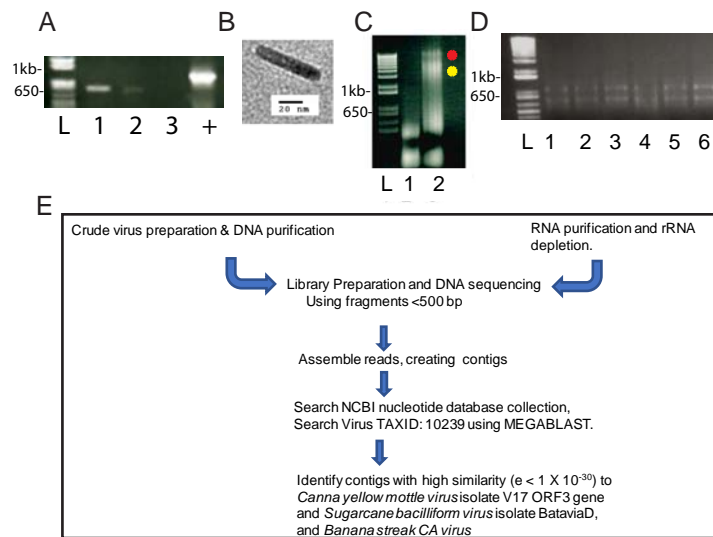 A
1kb-
650-
L 1 2 3 +
B
20 nm
C
1kb-
650-
L 1 2
D
1kb-
650-
L 1 2 3 4 5 6
E
Crude virus preparation & DNA purification
RNA purification and rRNA
depletion.
Library Preparation and DNA sequencing
Using fragments <500 bp
Assemble reads, creating contigs
Search NCBI nucleotide database collection,
Search Virus TAXID: 10239 using MEGABLAST.
Identify contigs with high similarity (e < 1 X 10⁻³⁰) to
Canna yellow mottle virus isolate V17 ORF3 gene
and Sugarcane bacilliform virus isolate BataviaD,
and Banana streak CA virus